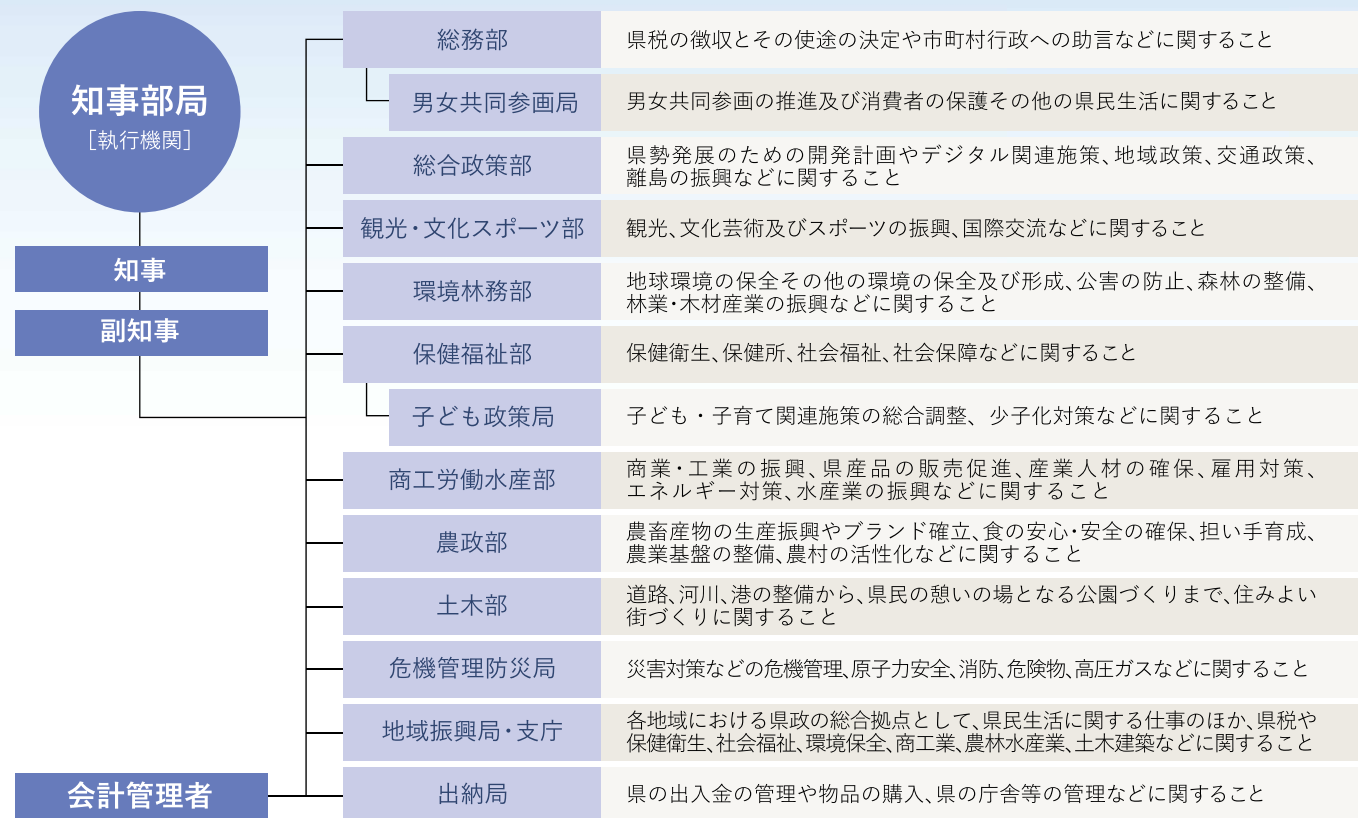 知事部局
［執行機関］
知事
副知事
会計管理者
総務部
県税の徴収とその使途の決定や市町村行政への助言などに関すること
男女共同参画局
男女共同参画の推進及び消費者の保護その他の県民生活に関すること
総合政策部
県勢発展のための開発計画やデジタル関連施策、地域政策、交通政策、
離島の振興などに関すること
観光・文化スポーツ部
観光、文化芸術及びスポーツの振興、国際交流などに関すること
環境林務部
地球環境の保全その他の環境の保全及び形成、公害の防止、森林の整備、
林業・木材産業の振興などに関すること
保健福祉部
保健衛生、保健所、社会福祉、社会保障などに関すること
子ども政策局
子ども・子育て関連施策の総合調整、少子化対策などに関すること
商工労働水産部
商業・工業の振興、県産品の販売促進、産業人材の確保、雇用対策、
エネルギー対策、水産業の振興などに関すること
農政部
農畜産物の生産振興やブランド確立、食の安心・安全の確保、担い手育成、
農業基盤の整備、農村の活性化などに関すること
土木部
道路、河川、港の整備から、県民の憩いの場となる公園づくりまで、住みよい
街づくりに関すること
危機管理防災局
災害対策などの危機管理、原子力安全、消防、危険物、高圧ガスなどに関すること
地域振興局・支庁
各地域における県政の総合拠点として、県民生活に関する仕事のほか、県税や
保健衛生、社会福祉、環境保全、商工業、農林水産業、土木建築などに関すること
出納局
県の出入金の管理や物品の購入、県の庁舎等の管理などに関すること